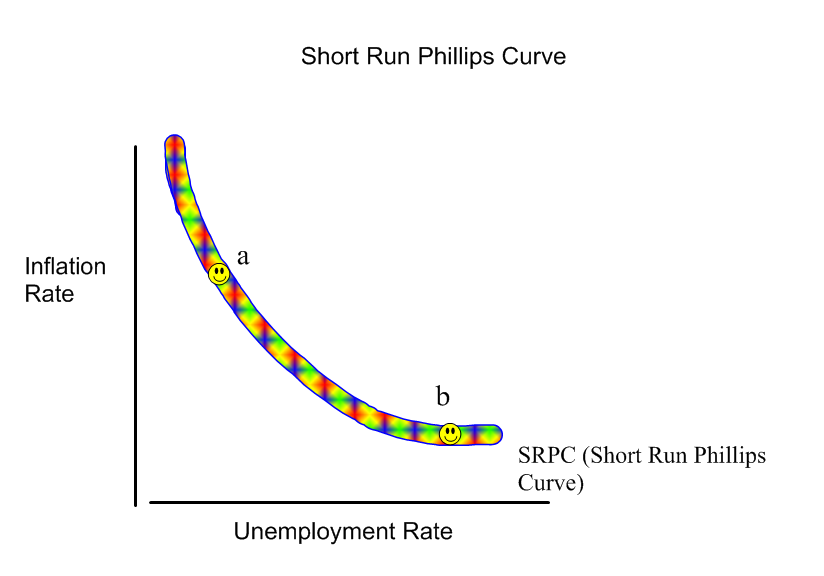 Short Run Phillips Curve
a
Inflation
Rate
b
SRPC (Short Run Phillips
Curve)
Unemployment Rate